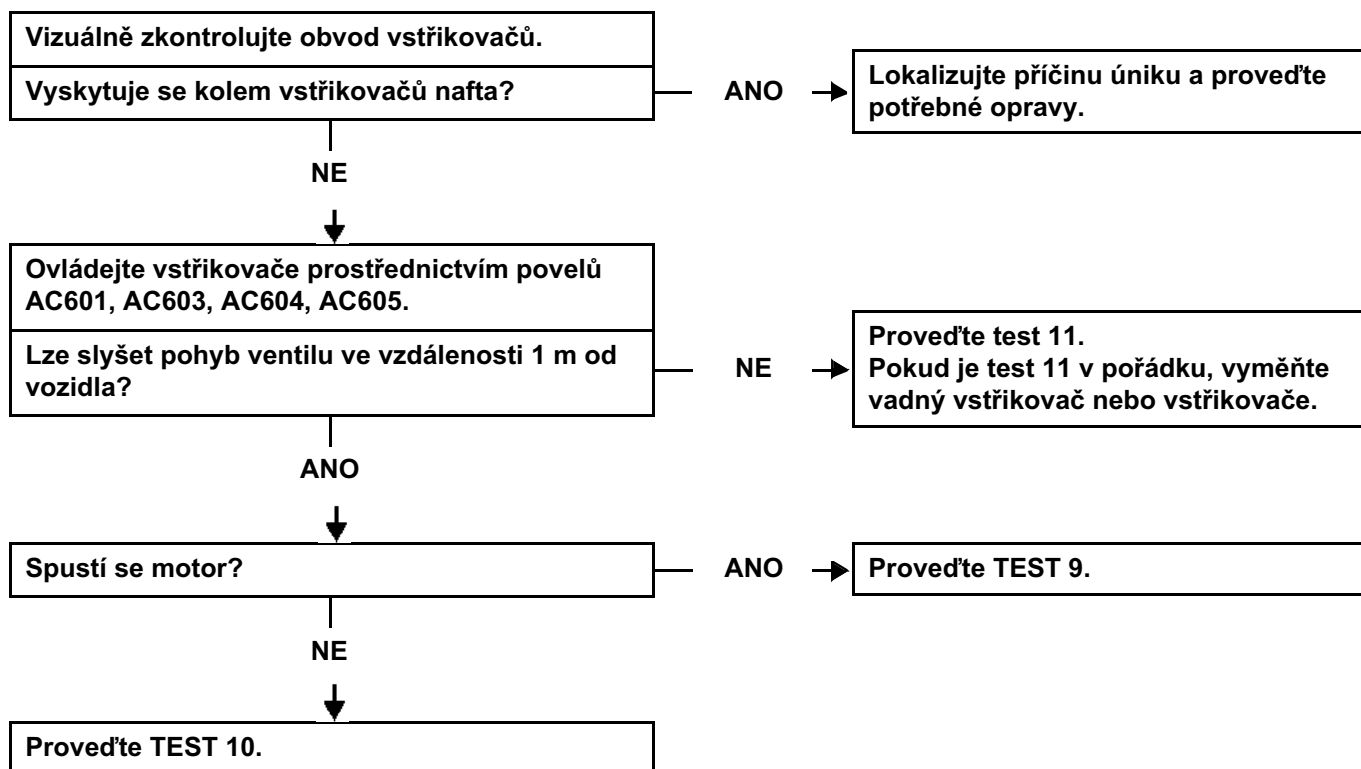 Vizuálně zkontrolujte obvod vstřikovačů.
Vyskytuje se kolem vstřikovačů nafta?
ANO
Lokalizujte příčinu úniku a proveďte
potřebné opravy.
NE
Ovládejte vstřikovače prostřednictvím povelů
AC601, AC603, AC604, AC605.
Lze slyšet pohyb ventilu ve vzdálenosti 1 m od
vozidla?
NE
Proveďte test 11.
Pokud je test 11 v pořádku, vyměňte
vadný vstřikovač nebo vstřikovače.
ANO
Spustí se motor?
ANO
Proveďte TEST 9.
NE
Proveďte TEST 10.